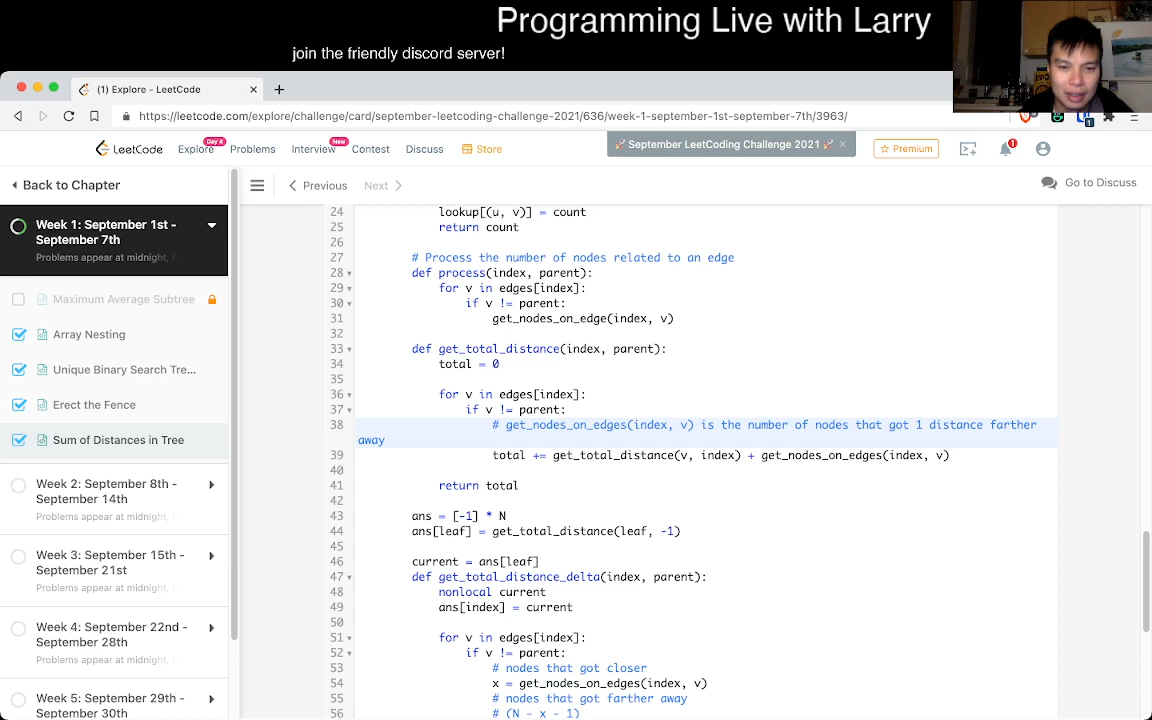 Programming Live with Larry
join the friendly discord server!
(1) Explore - LeetCode
https://leetcode.com/explore/challenge/card/september-leetcoding-challenge-2021/636/week-1-september-1st-september-7th/3963/
LeetCode
Explore
Day 4
Problems
Interview
New
Contest
Discuss
Store
🚀 September LeetCoding Challenge 2021 🚀
Premium
1
1
Back to Chapter
Previous
Next
Go to Discuss
Week 1: September 1st -
September 7th
Problems appear at midnight,
Maximum Average Subtree
Array Nesting
Unique Binary Search Tre...
Erect the Fence
Sum of Distances in Tree
Week 2: September 8th -
September 14th
Problems appear at midnight,
Week 3: September 15th -
September 21st
Problems appear at midnight,
Week 4: September 22nd -
September 28th
Problems appear at midnight,
Week 5: September 29th -
September 30th
24 lookup[(u, v)] = count
25 return count
26
27 # Process the number of nodes related to an edge
28 def process(index, parent):
29 for v in edges[index]:
30 if v != parent:
31 get_nodes_on_edge(index, v)
32
33 def get_total_distance(index, parent):
34 total = 0
35
36 for v in edges[index]:
37 if v != parent:
38 # get_nodes_on_edges(index, v) is the number of nodes that got 1 distance farther
away
39 total += get_total_distance(v, index) + get_nodes_on_edges(index, v)
40
41 return total
42
43 ans = [-1] * N
44 ans[leaf] = get_total_distance(leaf, -1)
45
46 current = ans[leaf]
47 def get_total_distance_delta(index, parent):
48 nonlocal current
49 ans[index] = current
50
51 for v in edges[index]:
52 if v != parent:
53 # nodes that got closer
54 x = get_nodes_on_edges(index, v)
55 # nodes that got farther away
56 # (N - x - 1)